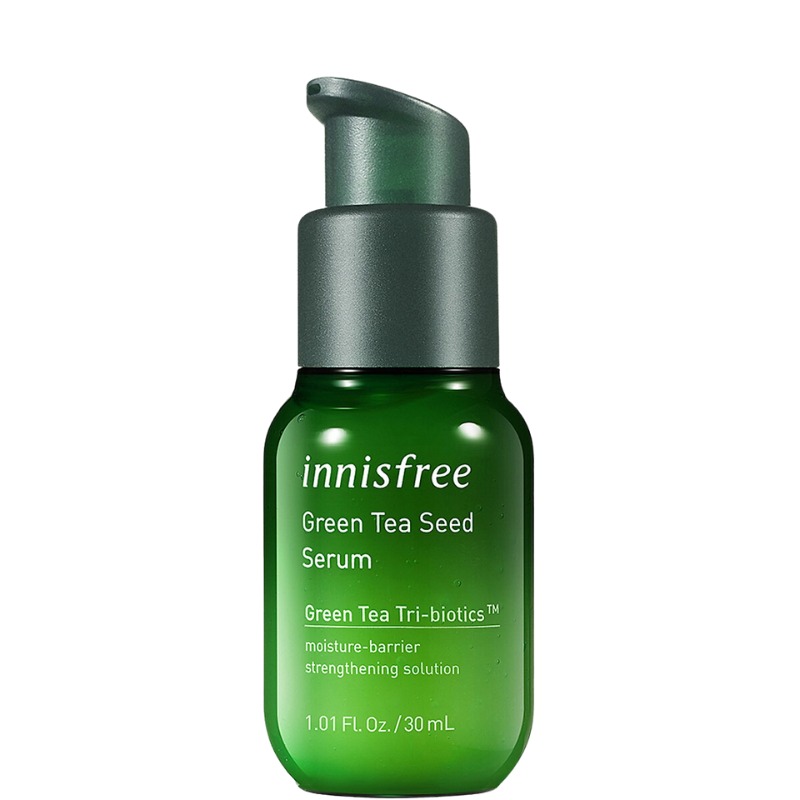 innisfree
Green Tea Seed
Serum
Green Tea Tri-biotics™
moisture-barrier
strengthening solution
1.01 Fl. Oz. / 30 mL